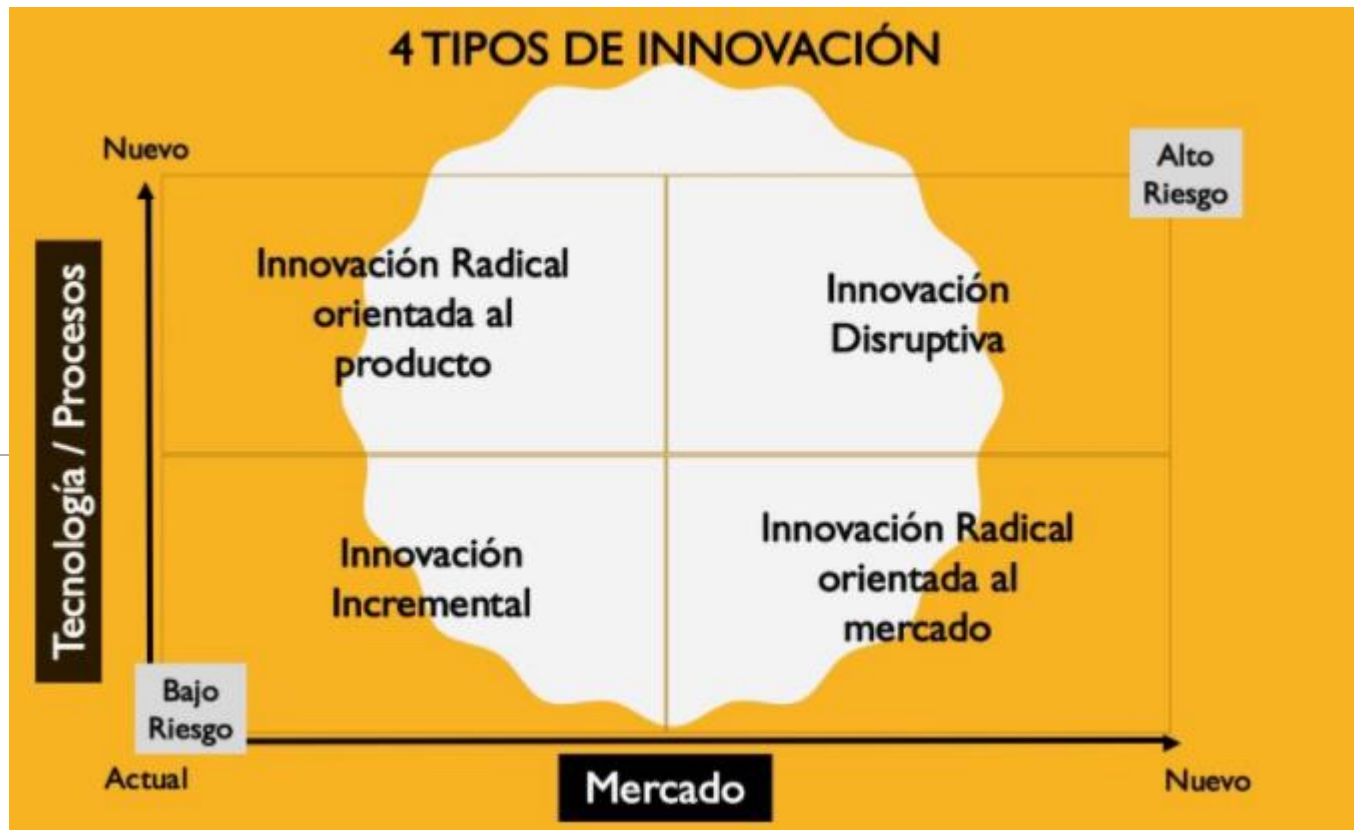 4 TIPOS DE INNOVACIÓN
Nuevo
Alto
Riesgo
Innovación Radical
orientada al
producto
Innovación
Disruptiva
Tecnología / Procesos
Innovación
Incremental
Innovación Radical
orientada al
mercado
Bajo
Riesgo
Actual
Mercado
Nuevo